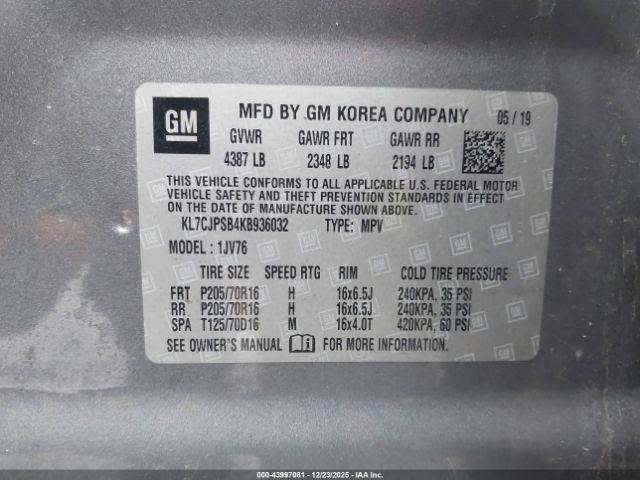 GM MFD BY GM KOREA COMPANY 05 / 19
GVWR GAWR FRT GAWR RR
4387 LB 2348 LB 2194 LB
THIS VEHICLE CONFORMS TO ALL APPLICABLE U.S. FEDERAL MOTOR
VEHICLE SAFETY AND THEFT PREVENTION STANDARDS IN EFFECT ON
THE DATE OF MANUFACTURE SHOWN ABOVE.
KL7CJPSB4KB936032 TYPE: MPV
MODEL : 1JV76
TIRE SIZE SPEED RTG RIM COLD TIRE PRESSURE
FRT P205/70R16 H 16x6.5J 240KPA, 35 PSI
RR P205/70R16 H 16x6.5J 240KPA, 35 PSI
SPA T125/70D16 M 16x4.0T 420KPA, 60 PSI
SEE OWNER'S MANUAL FOR MORE INFORMATION.
000-43997081 - 12/23/2025 - IAAI.CA